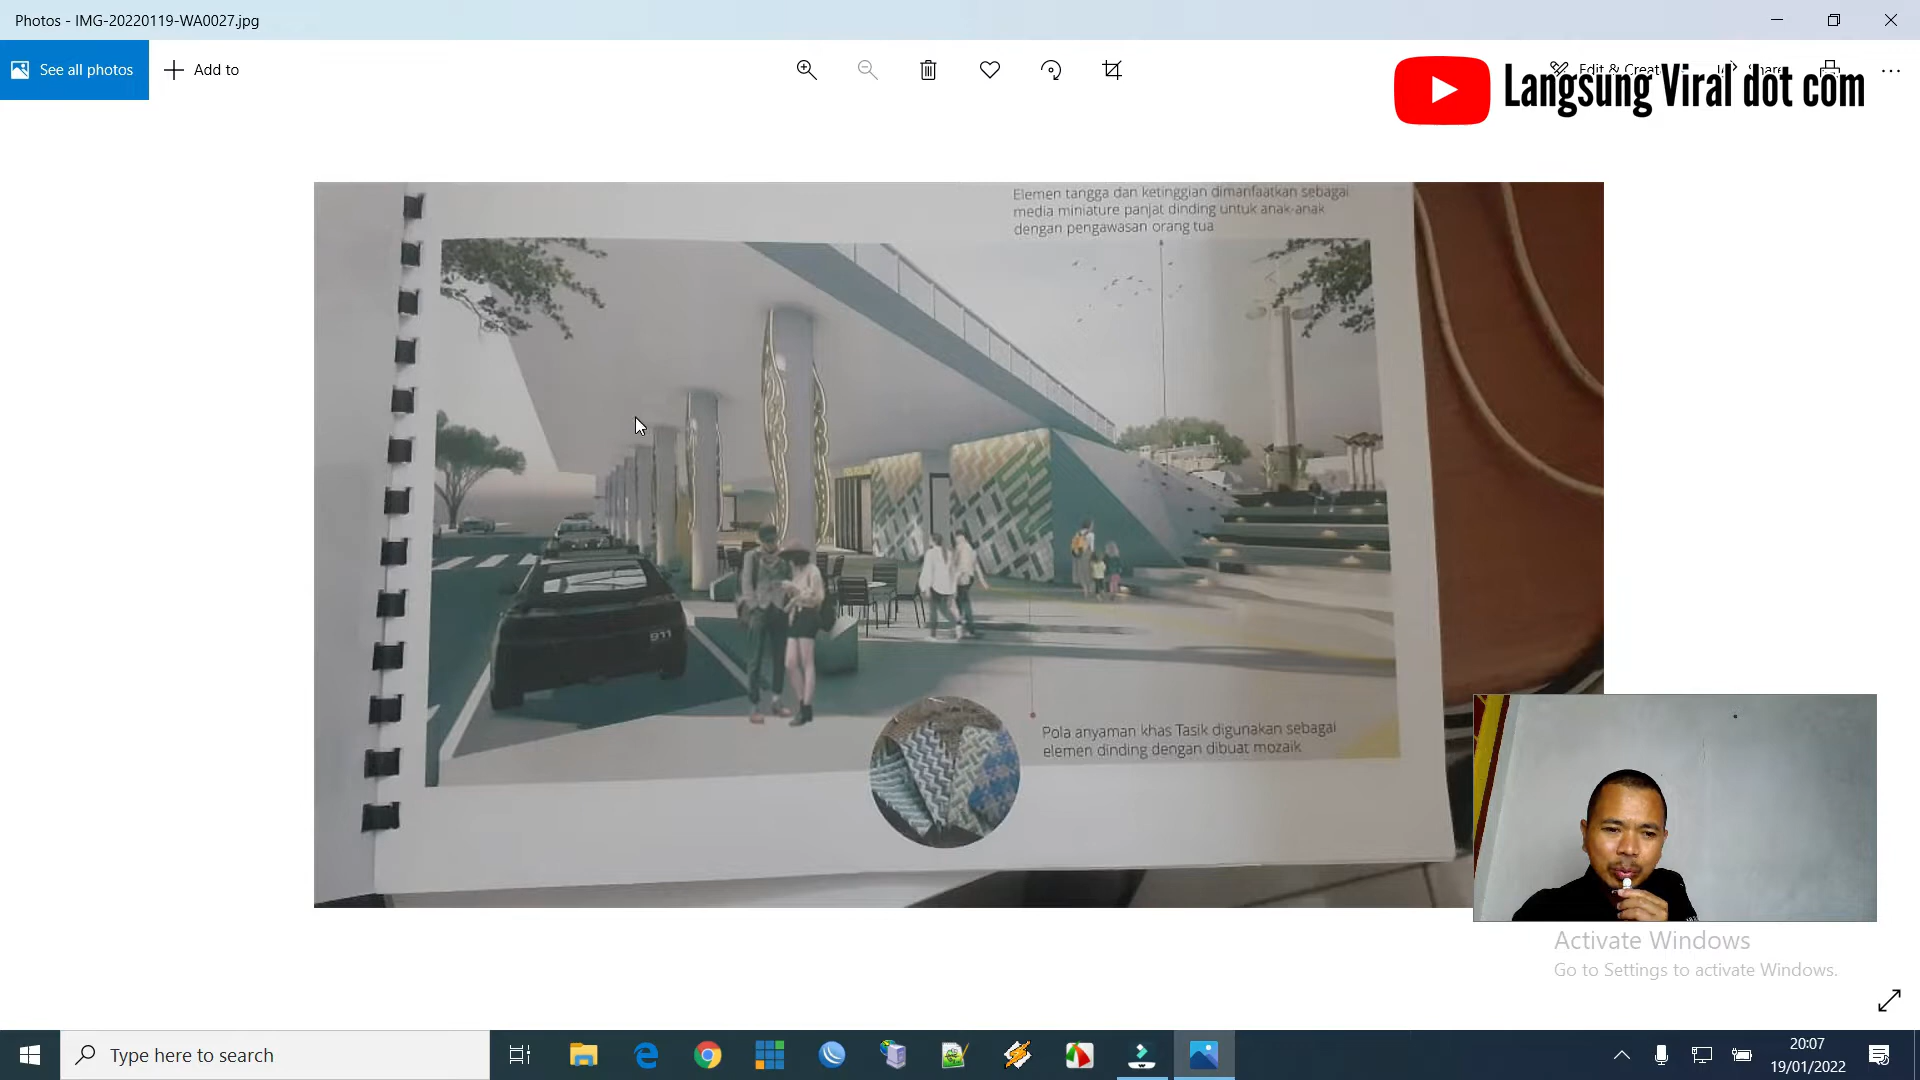 Photos - IMG-20220119-WA0027.jpg
See all photos
Add to
Langsung Viral dot com
Elemen tangga dan ketinggian dimanfaatkan sebagai
media miniature panjat dinding untuk anak-anak
dengan pengawasan orang tua
911
Pola anyaman khas Tasik digunakan sebagai
elemen dinding dengan dibuat mozaik
Activate Windows
Go to Settings to activate Windows.
Type here to search
20:07
19/01/2022